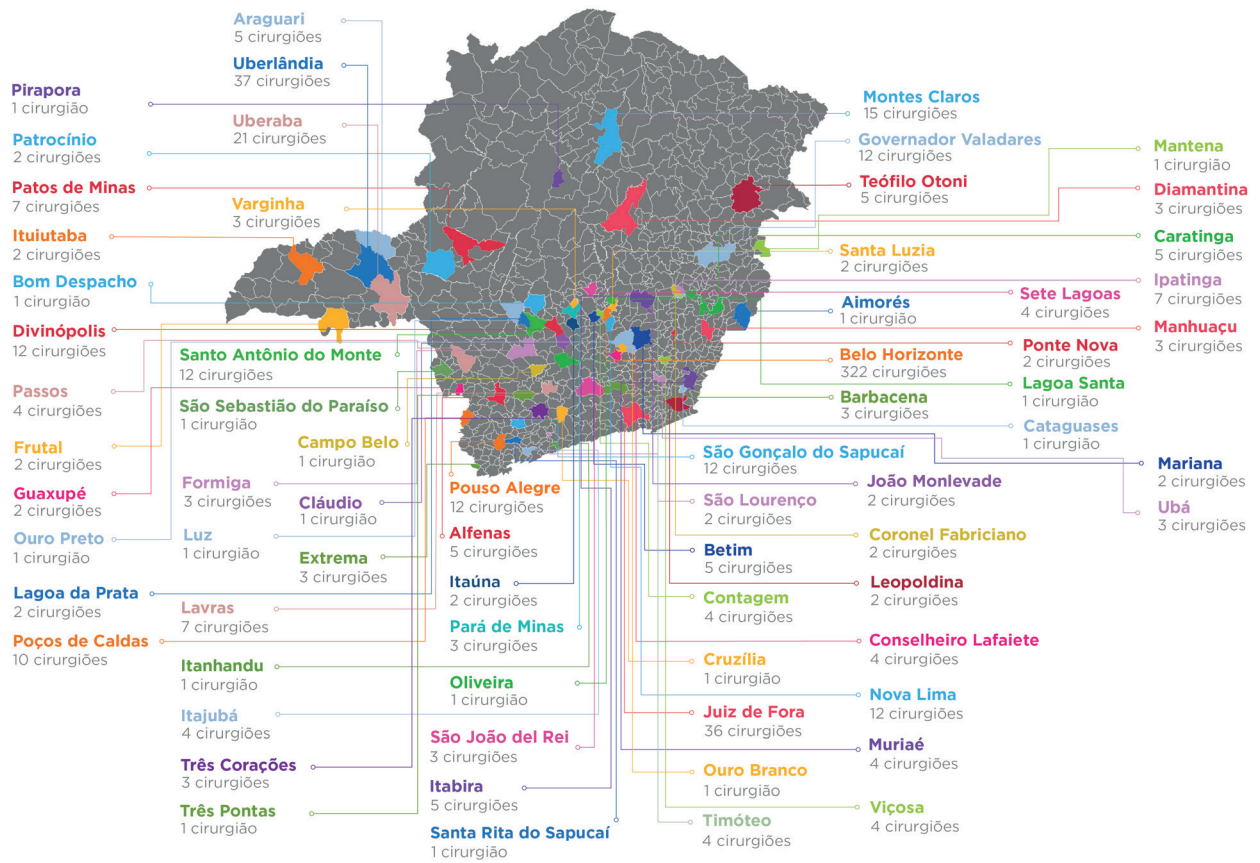 Araguari
5 cirurgiões
Uberlândia
37 cirurgiões
Pirapora
1 cirurgião
Uberaba
21 cirurgiões
Patrocínio
2 cirurgiões
Patos de Minas
7 cirurgiões
Varginha
3 cirurgiões
Ituiutaba
2 cirurgiões
Bom Despacho
1 cirurgião
Divinópolis
12 cirurgiões
Santo Antônio do Monte
12 cirurgiões
Passos
4 cirurgiões
São Sebastião do Paraíso
1 cirurgião
Frutal
2 cirurgiões
Campo Belo
1 cirurgião
Guaxupé
2 cirurgiões
Formiga
3 cirurgiões
Cláudio
1 cirurgião
Ouro Preto
1 cirurgião
Luz
1 cirurgião
Extrema
3 cirurgiões
Lagoa da Prata
2 cirurgiões
Lavras
7 cirurgiões
Poços de Caldas
10 cirurgiões
Itanhandu
1 cirurgião
Itajubá
4 cirurgiões
Três Corações
3 cirurgiões
Três Pontas
1 cirurgião
Pouso Alegre
12 cirurgiões
Alfenas
5 cirurgiões
Itaúna
2 cirurgiões
Pará de Minas
3 cirurgiões
Oliveira
1 cirurgião
São João del Rei
3 cirurgiões
Itabira
5 cirurgiões
Santa Rita do Sapucaí
1 cirurgião
Montes Claros
15 cirurgiões
Governador Valadares
12 cirurgiões
Teófilo Otoni
5 cirurgiões
Mantena
1 cirurgião
Diamantina
3 cirurgiões
Caratinga
5 cirurgiões
Santa Luzia
2 cirurgiões
Ipatinga
7 cirurgiões
Sete Lagoas
4 cirurgiões
Aimorés
1 cirurgião
Manhuaçu
3 cirurgiões
Ponte Nova
2 cirurgiões
Belo Horizonte
322 cirurgiões
Lagoa Santa
1 cirurgião
Barbacena
3 cirurgiões
Cataguases
1 cirurgião
São Gonçalo do Sapucaí
12 cirurgiões
Mariana
2 cirurgiões
João Monlevade
2 cirurgiões
São Lourenço
2 cirurgiões
Ubá
3 cirurgiões
Coronel Fabriciano
2 cirurgiões
Betim
5 cirurgiões
Leopoldina
2 cirurgiões
Contagem
4 cirurgiões
Conselheiro Lafaiete
4 cirurgiões
Cruzília
1 cirurgião
Nova Lima
12 cirurgiões
Juiz de Fora
36 cirurgiões
Muriaé
4 cirurgiões
Ouro Branco
1 cirurgião
Viçosa
4 cirurgiões
Timóteo
4 cirurgiões